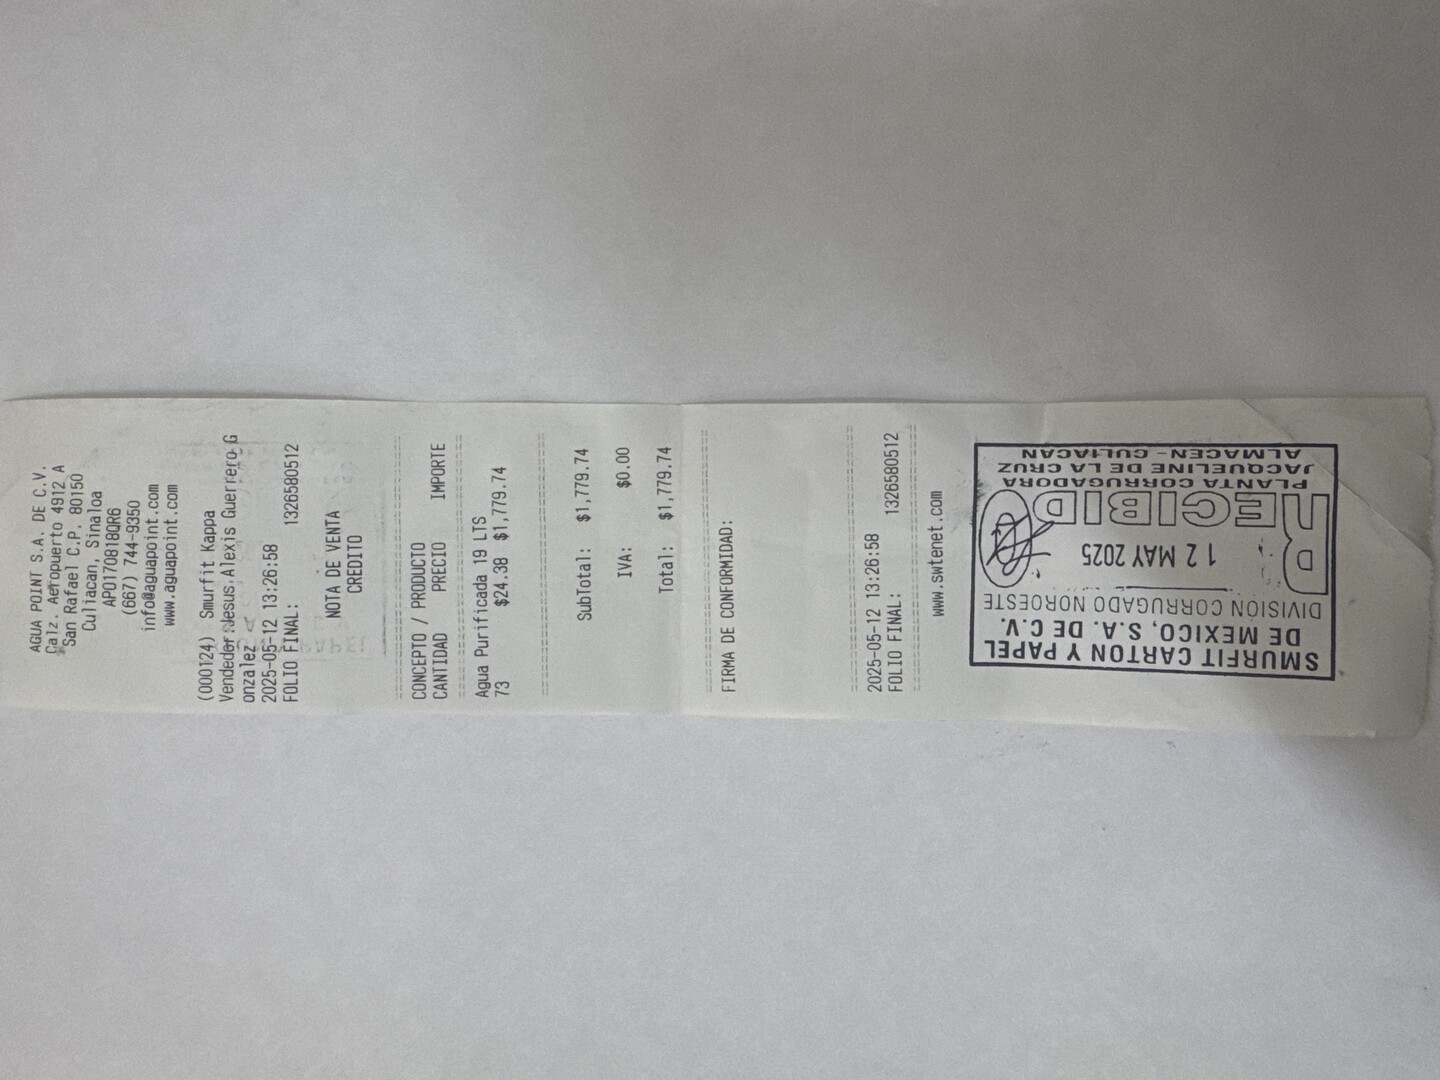 AGUA POINT S.A. DE C.V.
Calz. Aeropuerto 4912 A
San Rafael C.P. 80150
Culiacan, Sinaloa
APO170818QR6
(667) 744-9350
info@aguapoint.com
www.aguapoint.com
(000124) Smurfit Kappa
Vendedor:Jesus Alexis Guerrero G
onzalez
2025-05-12 13:26:58
FOLIO FINAL: 1326580512
NOTA DE VENTA
CREDITO
CONCEPTO / PRODUCTO
CANTIDAD PRECIO IMPORTE
Agua Purificada 19 LTS
73 $24.38 $1,779.74
SubTotal: $1,779.74
IVA: $0.00
Total: $1,779.74
FIRMA DE CONFORMIDAD:
2025-05-12 13:26:58
FOLIO FINAL: 1326580512
www.swtenet.com
SMURFIT CARTON Y PAPEL
DE MEXICO, S.A. DE C.V.
DIVISION CORRUGADO NOROESTE
12 MAY 2025
RECIBIDO
PLANTA CORRUGADORA
JAQUELINE DE LA CRUZ
ALMACEN - CULIACAN